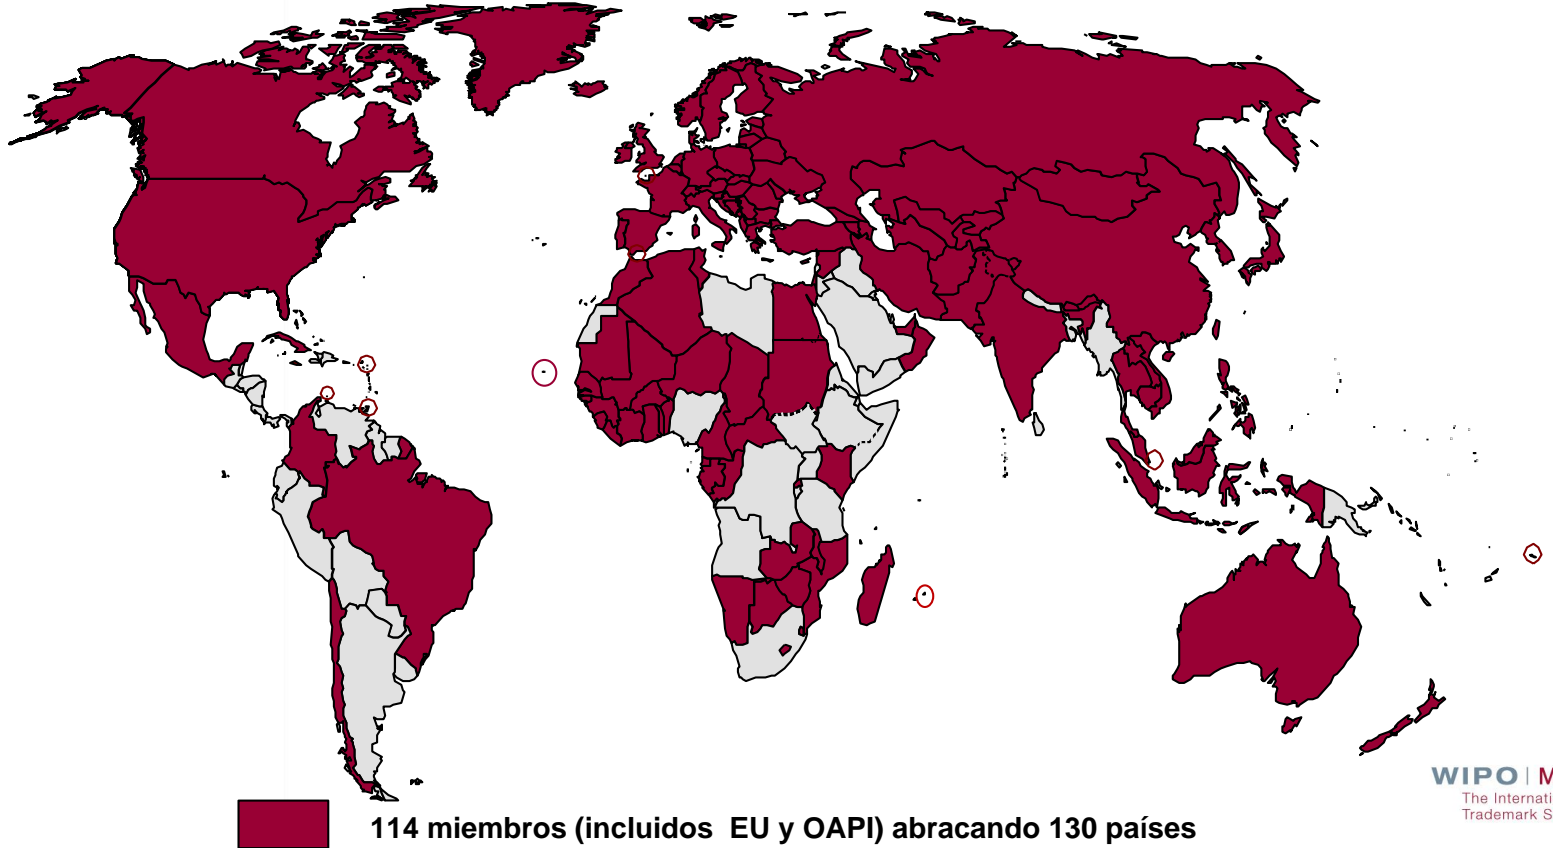 WIPO | M
The Internati
Trademark S
114 miembros (incluidos EU y OAPI) abracando 130 países